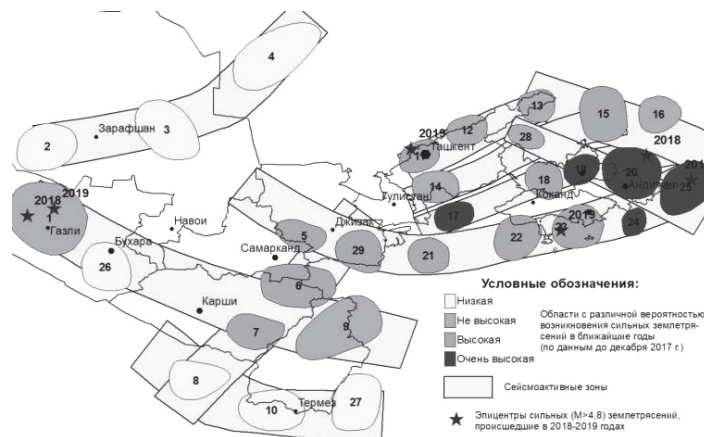 4
13
15
16
2019
12
2018
Зарафшан
3
28
Ташкент
2
201
19
20
18
14
Андижан
25
2018
2019
Гулистан
Коканд
17
Газли
Навои
Джизак
2019
24
5
23
22
Бухара
Самарканд
29
21
26
6
Условные обозначения:
Низкая
Не высокая
Высокая
Очень высокая
Области с различной вероятностью
возникновения сильных землетря-
сений в ближайшие годы
(по данным до декабря 2017 г.)
Карши
7
9
Сейсмоактивные зоны
8
10
Термез
27
Эпицентры сильных (М>4,8) землетрясений,
происшедшие в 2018-2019 годах